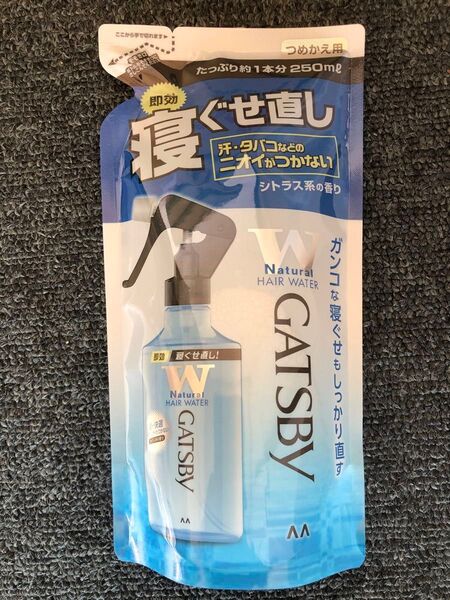 ここから手で切れます
つめかえ用
たっぷり約1本分 250mℓ
即効
寝ぐせ直し
汗・タバコなどの
ニオイがつかない
シトラス系の香り
W
Natural
HAIR WATER
GATSBY
ガンコな寝ぐせもしっかり直す
即効 寝ぐせ直し!
W
Natural
HAIR WATER
GATSBY